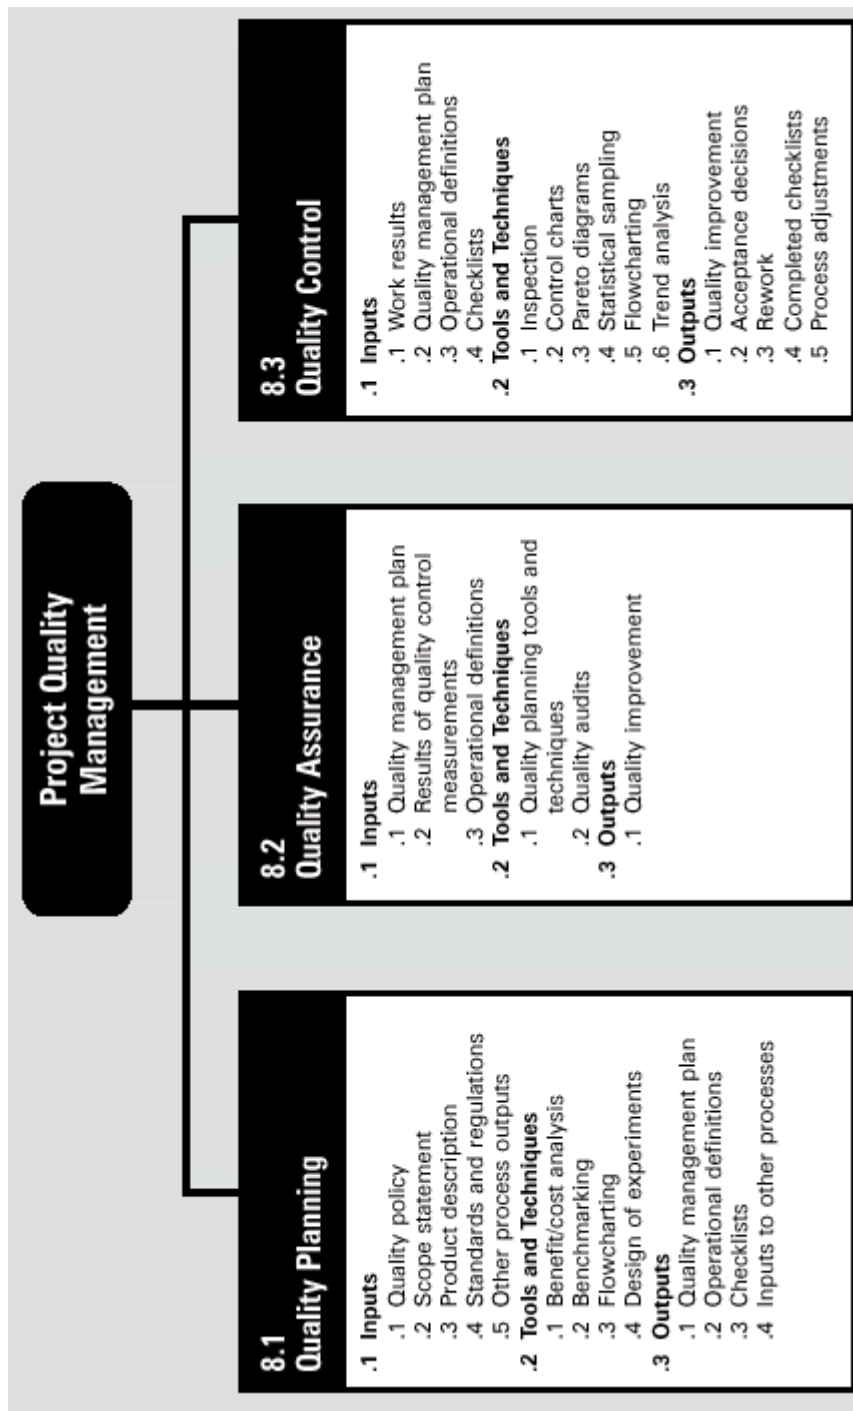 Project Quality
Management
8.1
Quality Planning
.1 Inputs
.1 Quality policy
.2 Scope statement
.3 Product description
.4 Standards and regulations
.5 Other process outputs
.2 Tools and Techniques
.1 Benefit/cost analysis
.2 Benchmarking
.3 Flowcharting
.4 Design of experiments
.3 Outputs
.1 Quality management plan
.2 Operational definitions
.3 Checklists
.4 Inputs to other processes
8.2
Quality Assurance
.1 Inputs
.1 Quality management plan
.2 Results of quality control
measurements
.3 Operational definitions
.2 Tools and Techniques
.1 Quality planning tools and
techniques
.2 Quality audits
.3 Outputs
.1 Quality improvement
8.3
Quality Control
.1 Inputs
.1 Work results
.2 Quality management plan
.3 Operational definitions
.4 Checklists
.2 Tools and Techniques
.1 Inspection
.2 Control charts
.3 Pareto diagrams
.4 Statistical sampling
.5 Flowcharting
.6 Trend analysis
.3 Outputs
.1 Quality improvement
.2 Acceptance decisions
.3 Rework
.4 Completed checklists
.5 Process adjustments